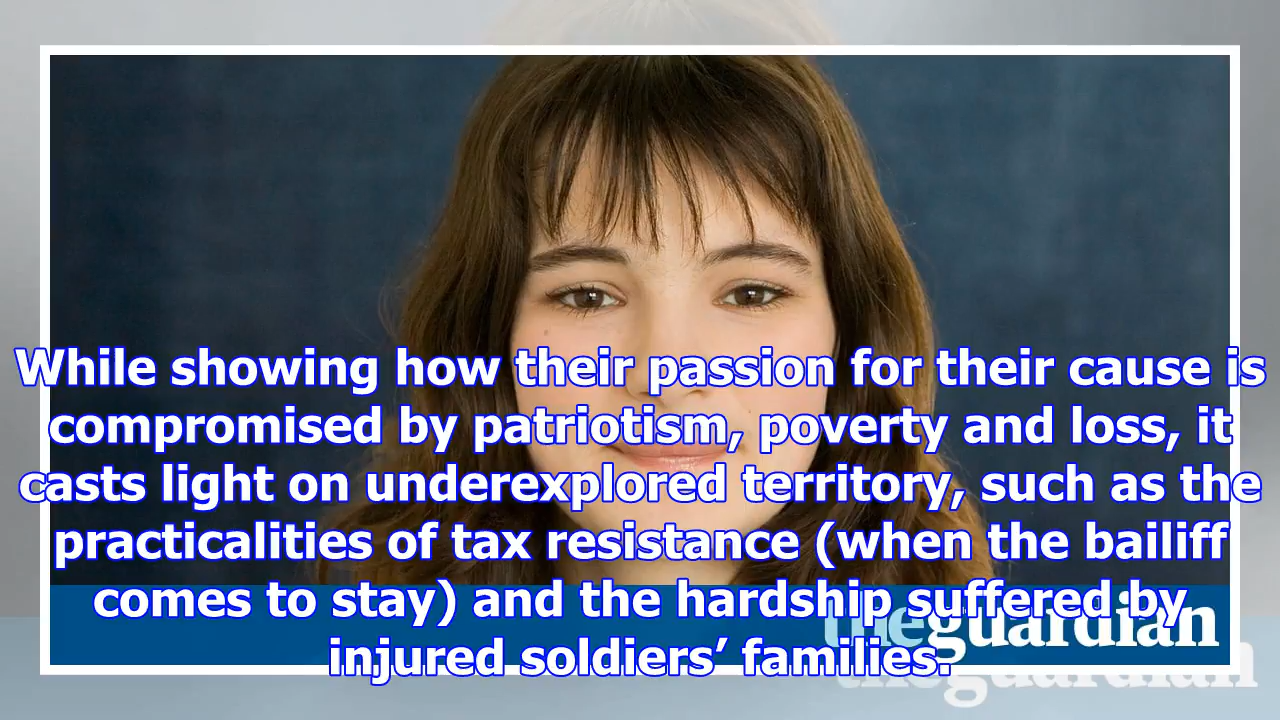 While showing how their passion for their cause is
compromised by patriotism, poverty and loss, it
casts light on underexplored territory, such as the
practicalities of tax resistance (when the bailiff
comes to stay) and the hardship suffered by
injured soldiers’ families.
theguardian
theguardian